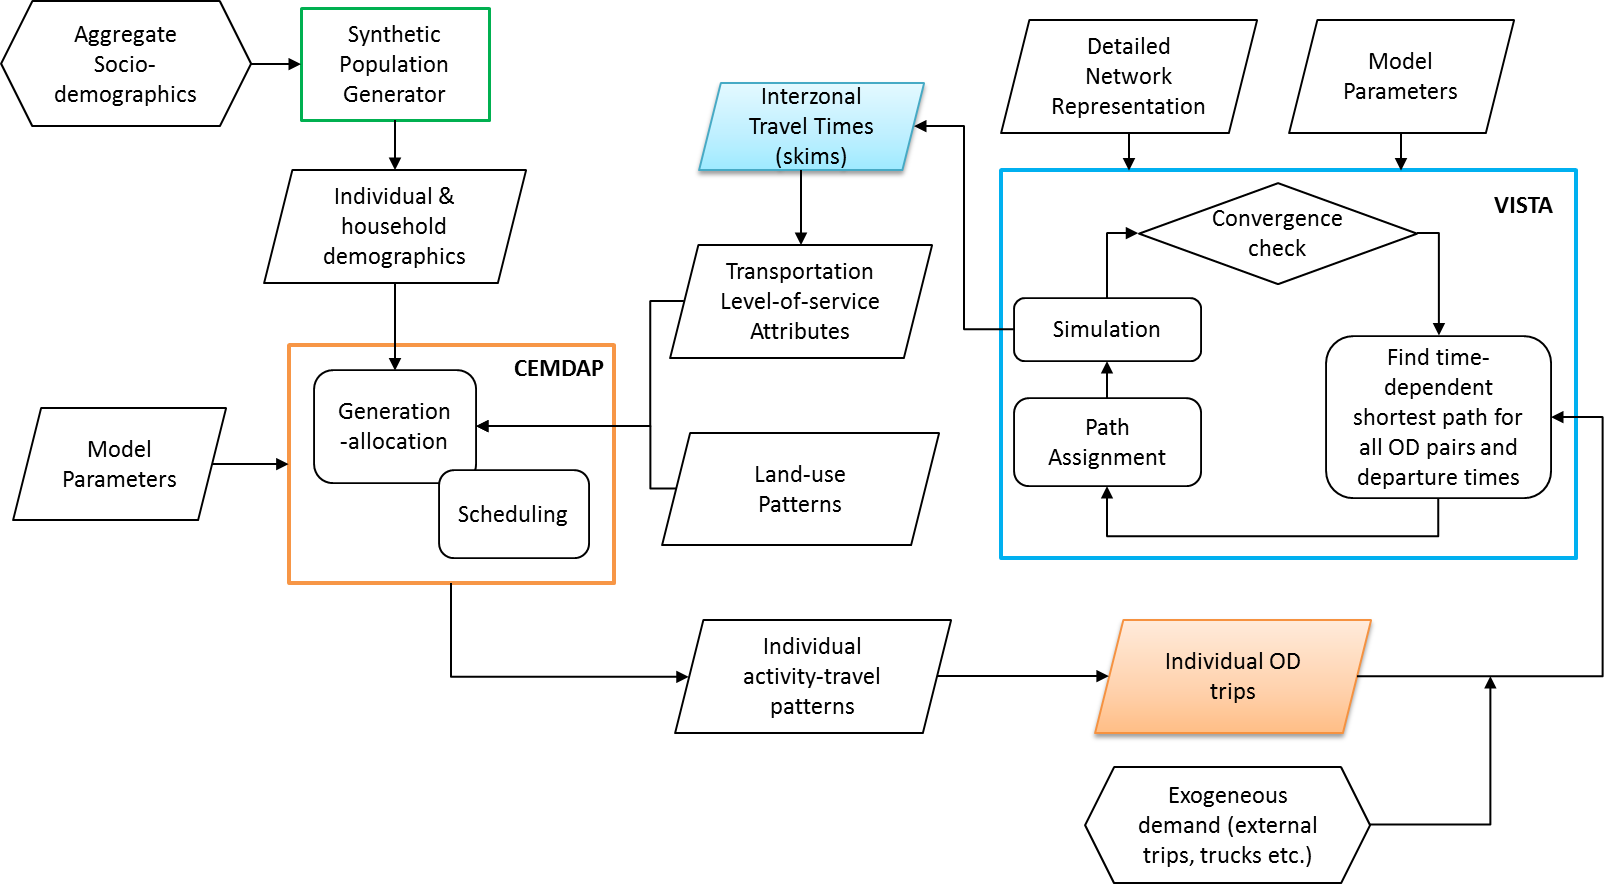 Aggregate
Socio-
demographics
Synthetic
Population
Generator
Individual &
household
demographics
CEMDAP
Generation
-allocation
Scheduling
Model
Parameters
Interzonal
Travel Times
(skims)
Transportation
Level-of-service
Attributes
Land-use
Patterns
Detailed
Network
Representation
Model
Parameters
VISTA
Convergence
check
Simulation
Path
Assignment
Find time-
dependent
shortest path for
all OD pairs and
departure times
Individual
activity-travel
patterns
Individual OD
trips
Exogeneous
demand (external
trips, trucks etc.)